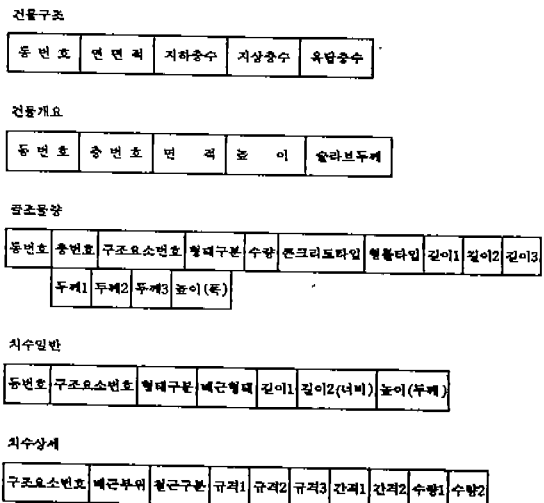 건물구조
동 번 호 연 면 적 지하층수 지상층수 옥탑층수
건물개요
동 번 호 층 번 호 면 적 높 이 슬라브두께
골조물량
동번호 층번호 구조요소번호 형태구분 수량 콘크리트타입 형틀타입 길이1 길이2 길이3
두께1 두께2 두께3 높이(폭)
치수일반
동번호 구조요소번호 형태구분 배근형태 길이1 길이2(너비) 높이(두께)
치수상세
구조요소번호 배근부위 철근구분 규격1 규격2 규격3 간격1 간격2 수량1 수량2